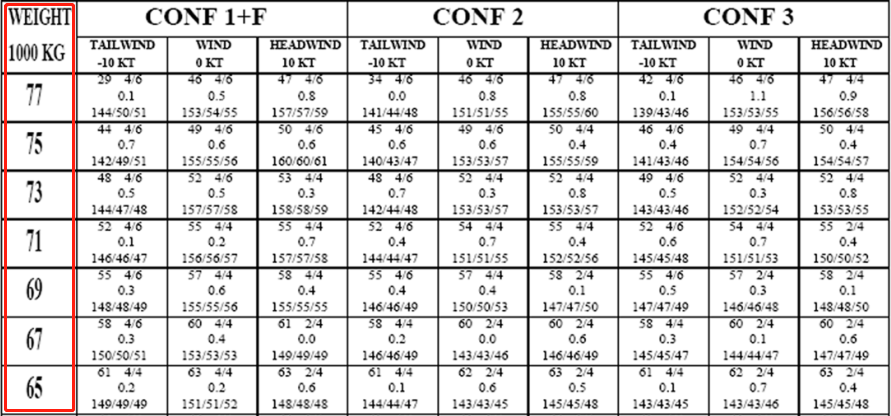 WEIGHT CONF 1+F CONF 2 CONF 3
1000 KG TAILWIND WIND HEADWIND TAILWIND WIND HEADWIND TAILWIND WIND HEADWIND
-10 KT 0 KT 10 KT -10 KT 0 KT 10 KT -10 KT 0 KT 10 KT
29 4/6 46 4/6 47 4/6 34 4/6 46 4/6 47 4/6 42 4/6 46 4/6 47 4/4
77 0.1 0.5 0.8 0.0 0.8 0.8 0.1 1.1 0.9
144/50/51 153/54/55 157/57/59 141/44/48 151/51/55 155/55/60 139/43/46 153/53/55 156/56/58
44 4/6 49 4/6 50 4/6 45 4/6 49 4/6 50 4/4 46 4/4 49 4/4 50 4/4
75 0.7 0.6 0.6 0.6 0.6 0.4 0.4 0.7 0.4
142/49/51 155/55/56 160/60/61 140/43/47 153/53/57 155/55/59 141/43/46 154/54/56 154/54/57
48 4/6 52 4/6 53 4/4 48 4/6 52 4/4 52 4/4 49 4/6 52 4/4 52 4/4
73 0.5 0.5 0.3 0.7 0.3 0.8 0.5 0.3 0.8
144/47/48 157/57/58 158/58/59 142/44/48 153/53/57 153/53/57 143/43/46 152/52/54 153/53/55
52 4/6 55 4/4 55 4/4 52 4/6 54 4/4 55 4/4 52 4/6 54 4/4 55 2/4
71 0.1 0.2 0.7 0.4 0.7 0.4 0.6 0.7 0.4
146/46/47 156/56/57 157/57/58 144/44/47 151/51/55 152/52/56 145/45/48 151/51/53 150/50/52
55 4/6 57 4/4 58 4/4 55 4/6 57 4/4 58 2/4 55 4/6 57 2/4 58 2/4
69 0.3 0.6 0.4 0.4 0.4 0.1 0.5 0.3 0.1
148/48/49 155/55/56 155/55/55 146/46/49 150/50/53 147/47/50 147/47/49 146/46/48 148/48/50
58 4/6 60 4/4 61 2/4 58 4/4 60 2/4 60 2/4 58 4/4 60 2/4 60 2/4
67 0.3 0.4 0.0 0.2 0.0 0.6 0.3 0.1 0.6
150/50/51 153/53/53 149/49/49 146/46/49 143/43/46 146/46/49 145/45/47 144/44/47 147/47/49
61 4/4 63 4/4 63 2/4 61 4/4 62 2/4 63 2/4 61 4/4 62 2/4 63 2/4
65 0.2 0.2 0.6 0.1 0.6 0.5 0.1 0.7 0.4
149/49/49 151/51/52 148/48/48 144/44/47 143/43/45 145/45/48 143/43/45 143/43/46 145/45/48